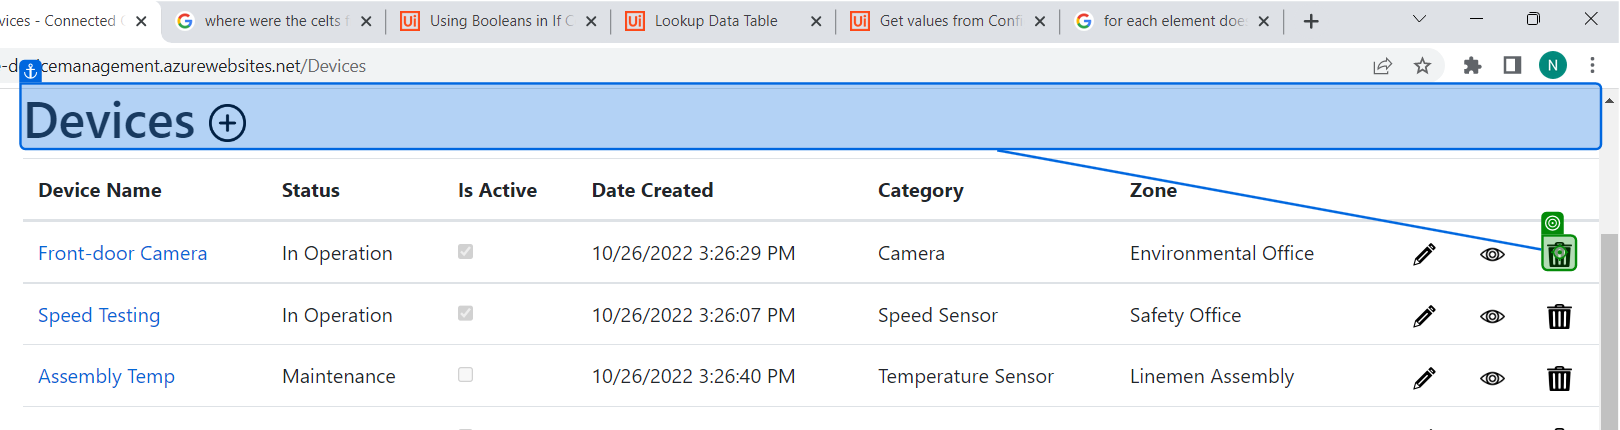 vices - Connected
where were the celts f
Using Booleans in If C
Lookup Data Table
Get values from Confi
for each element doe
cemanagement.azurewebsites.net/Devices
N
Devices
Device Name Status Is Active Date Created Category Zone
Front-door Camera In Operation 10/26/2022 3:26:29 PM Camera Environmental Office
Speed Testing In Operation 10/26/2022 3:26:07 PM Speed Sensor Safety Office
Assembly Temp Maintenance 10/26/2022 3:26:40 PM Temperature Sensor Linemen Assembly